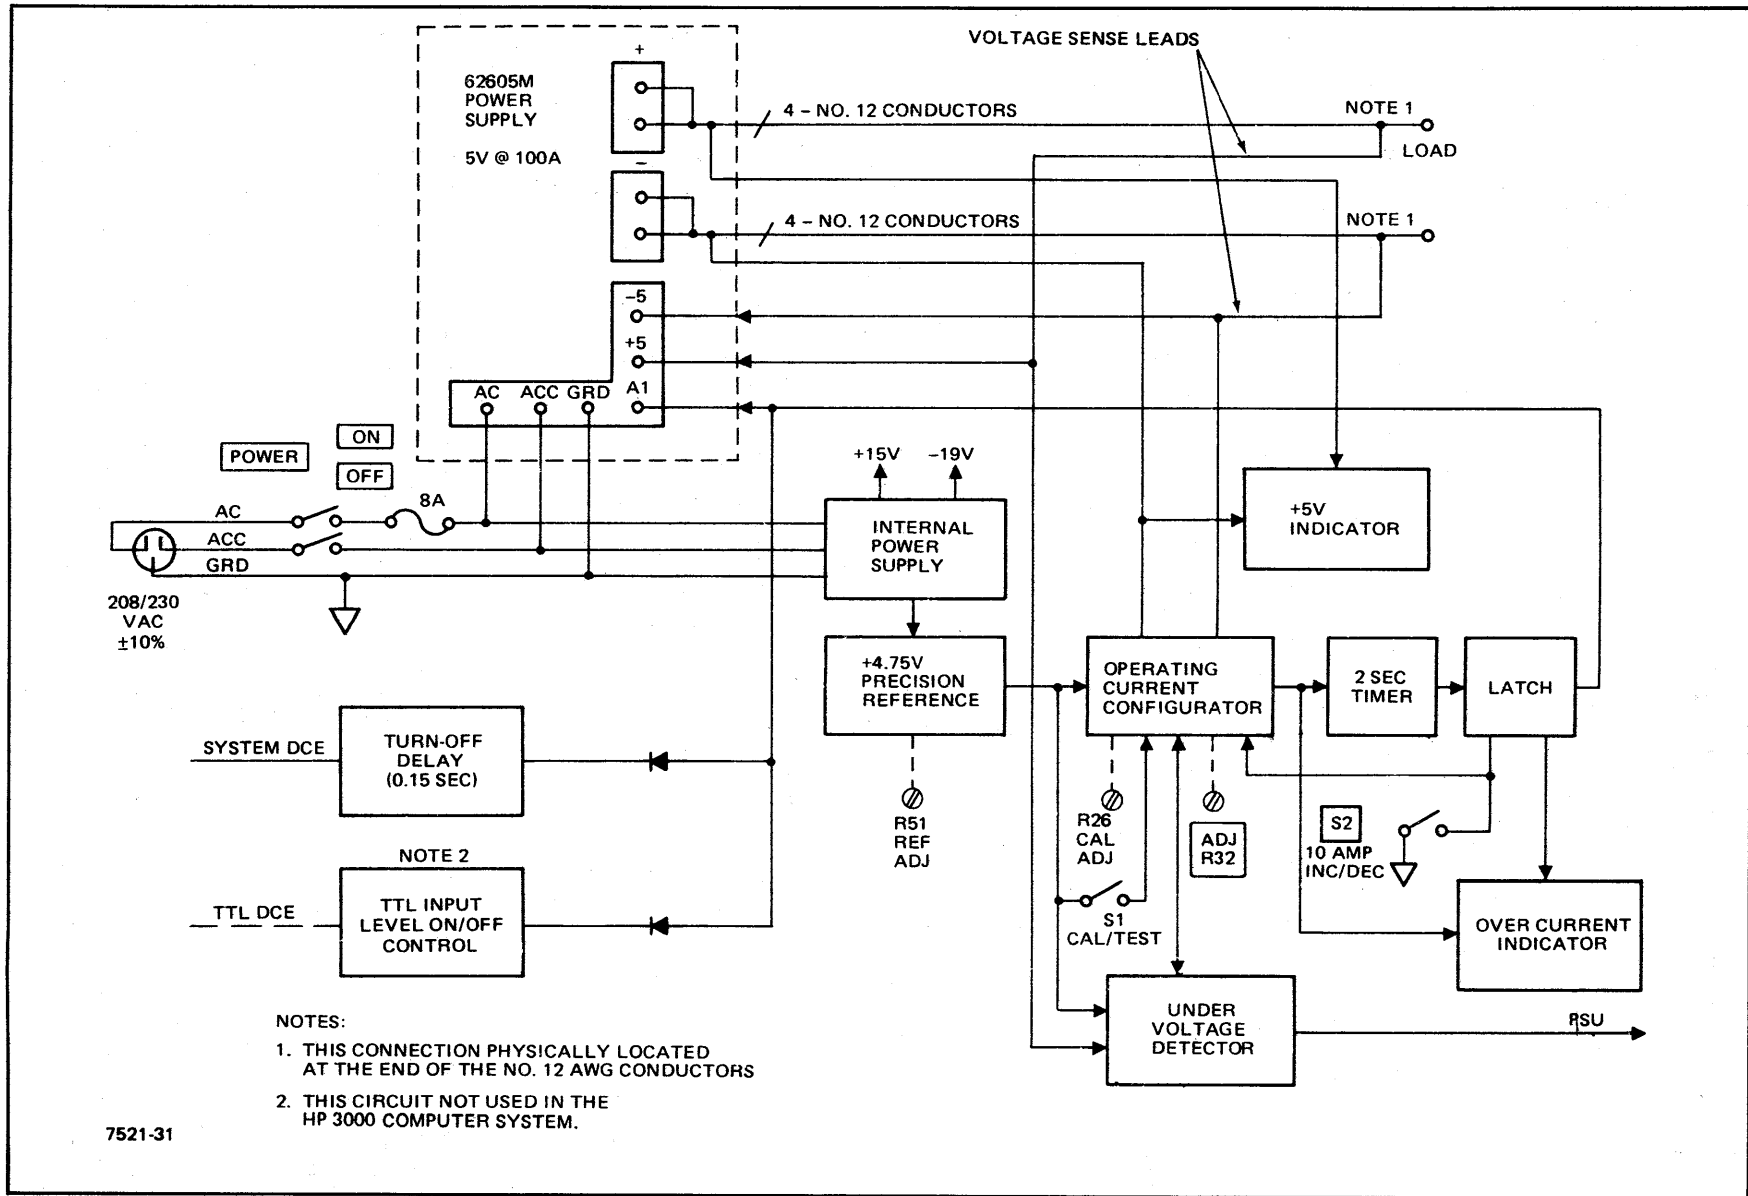 VOLTAGE SENSE LEADS
+
62605M
POWER
SUPPLY
5V @ 100A
4 – NO. 12 CONDUCTORS
NOTE 1
LOAD
–
4 – NO. 12 CONDUCTORS
NOTE 1
–5
+5
A1
AC ACC GRD
POWER
ON
OFF
8A
AC
ACC
GRD
208/230
VAC
±10%
+15V –19V
INTERNAL
POWER
SUPPLY
+5V
INDICATOR
+4.75V
PRECISION
REFERENCE
OPERATING
CURRENT
CONFIGURATOR
2 SEC
TIMER
LATCH
SYSTEM DCE
TURN-OFF
DELAY
(0.15 SEC)
R51
REF
ADJ
R26
CAL
ADJ
ADJ
R32
S2
10 AMP
INC/DEC
NOTE 2
TTL DCE
TTL INPUT
LEVEL ON/OFF
CONTROL
S1
CAL/TEST
OVER CURRENT
INDICATOR
UNDER
VOLTAGE
DETECTOR
PSU
NOTES:
1. THIS CONNECTION PHYSICALLY LOCATED
AT THE END OF THE NO. 12 AWG CONDUCTORS
2. THIS CIRCUIT NOT USED IN THE
HP 3000 COMPUTER SYSTEM.
7521-31